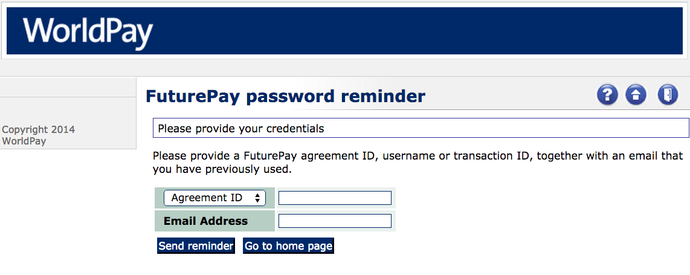 WorldPay
FuturePay password reminder
?
Copyright 2014
WorldPay
Please provide your credentials
Please provide a FuturePay agreement ID, username or transaction ID, together with an email that
you have previously used.
Agreement ID
Email Address
Send reminder Go to home page